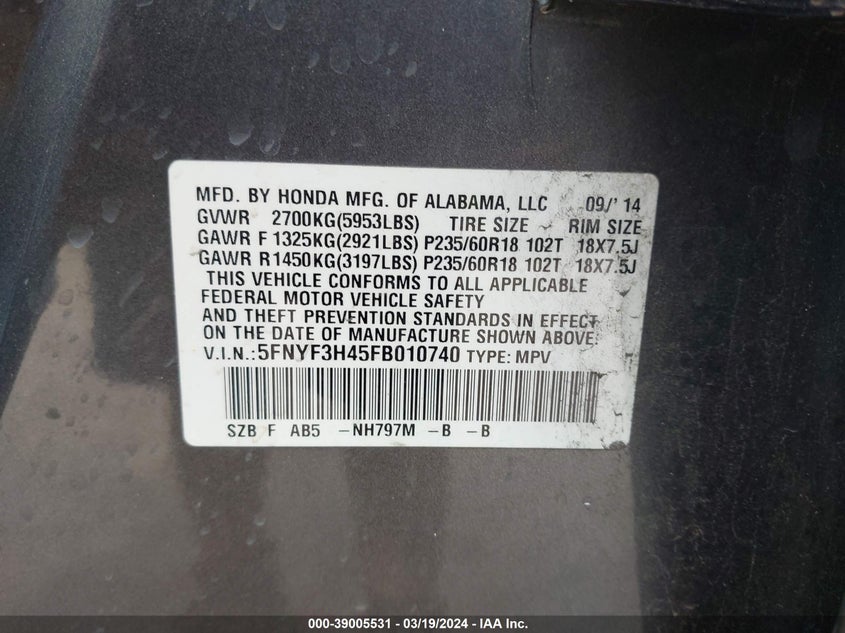 MFD. BY HONDA MFG. OF ALABAMA, LLC 09/' 14
GVWR 2700KG(5953LBS) TIRE SIZE RIM SIZE
GAWR F 1325KG(2921LBS) P235/60R18 102T 18X7.5J
GAWR R1450KG(3197LBS) P235/60R18 102T 18X7.5J
THIS VEHICLE CONFORMS TO ALL APPLICABLE
FEDERAL MOTOR VEHICLE SAFETY
AND THEFT PREVENTION STANDARDS IN EFFECT
ON THE DATE OF MANUFACTURE SHOWN ABOVE.
V.I.N.:5FNYF3H45FB010740 TYPE: MPV
SZB F AB5 -NH797M -B -B
000-39005531 - 03/19/2024 - IAA Inc.